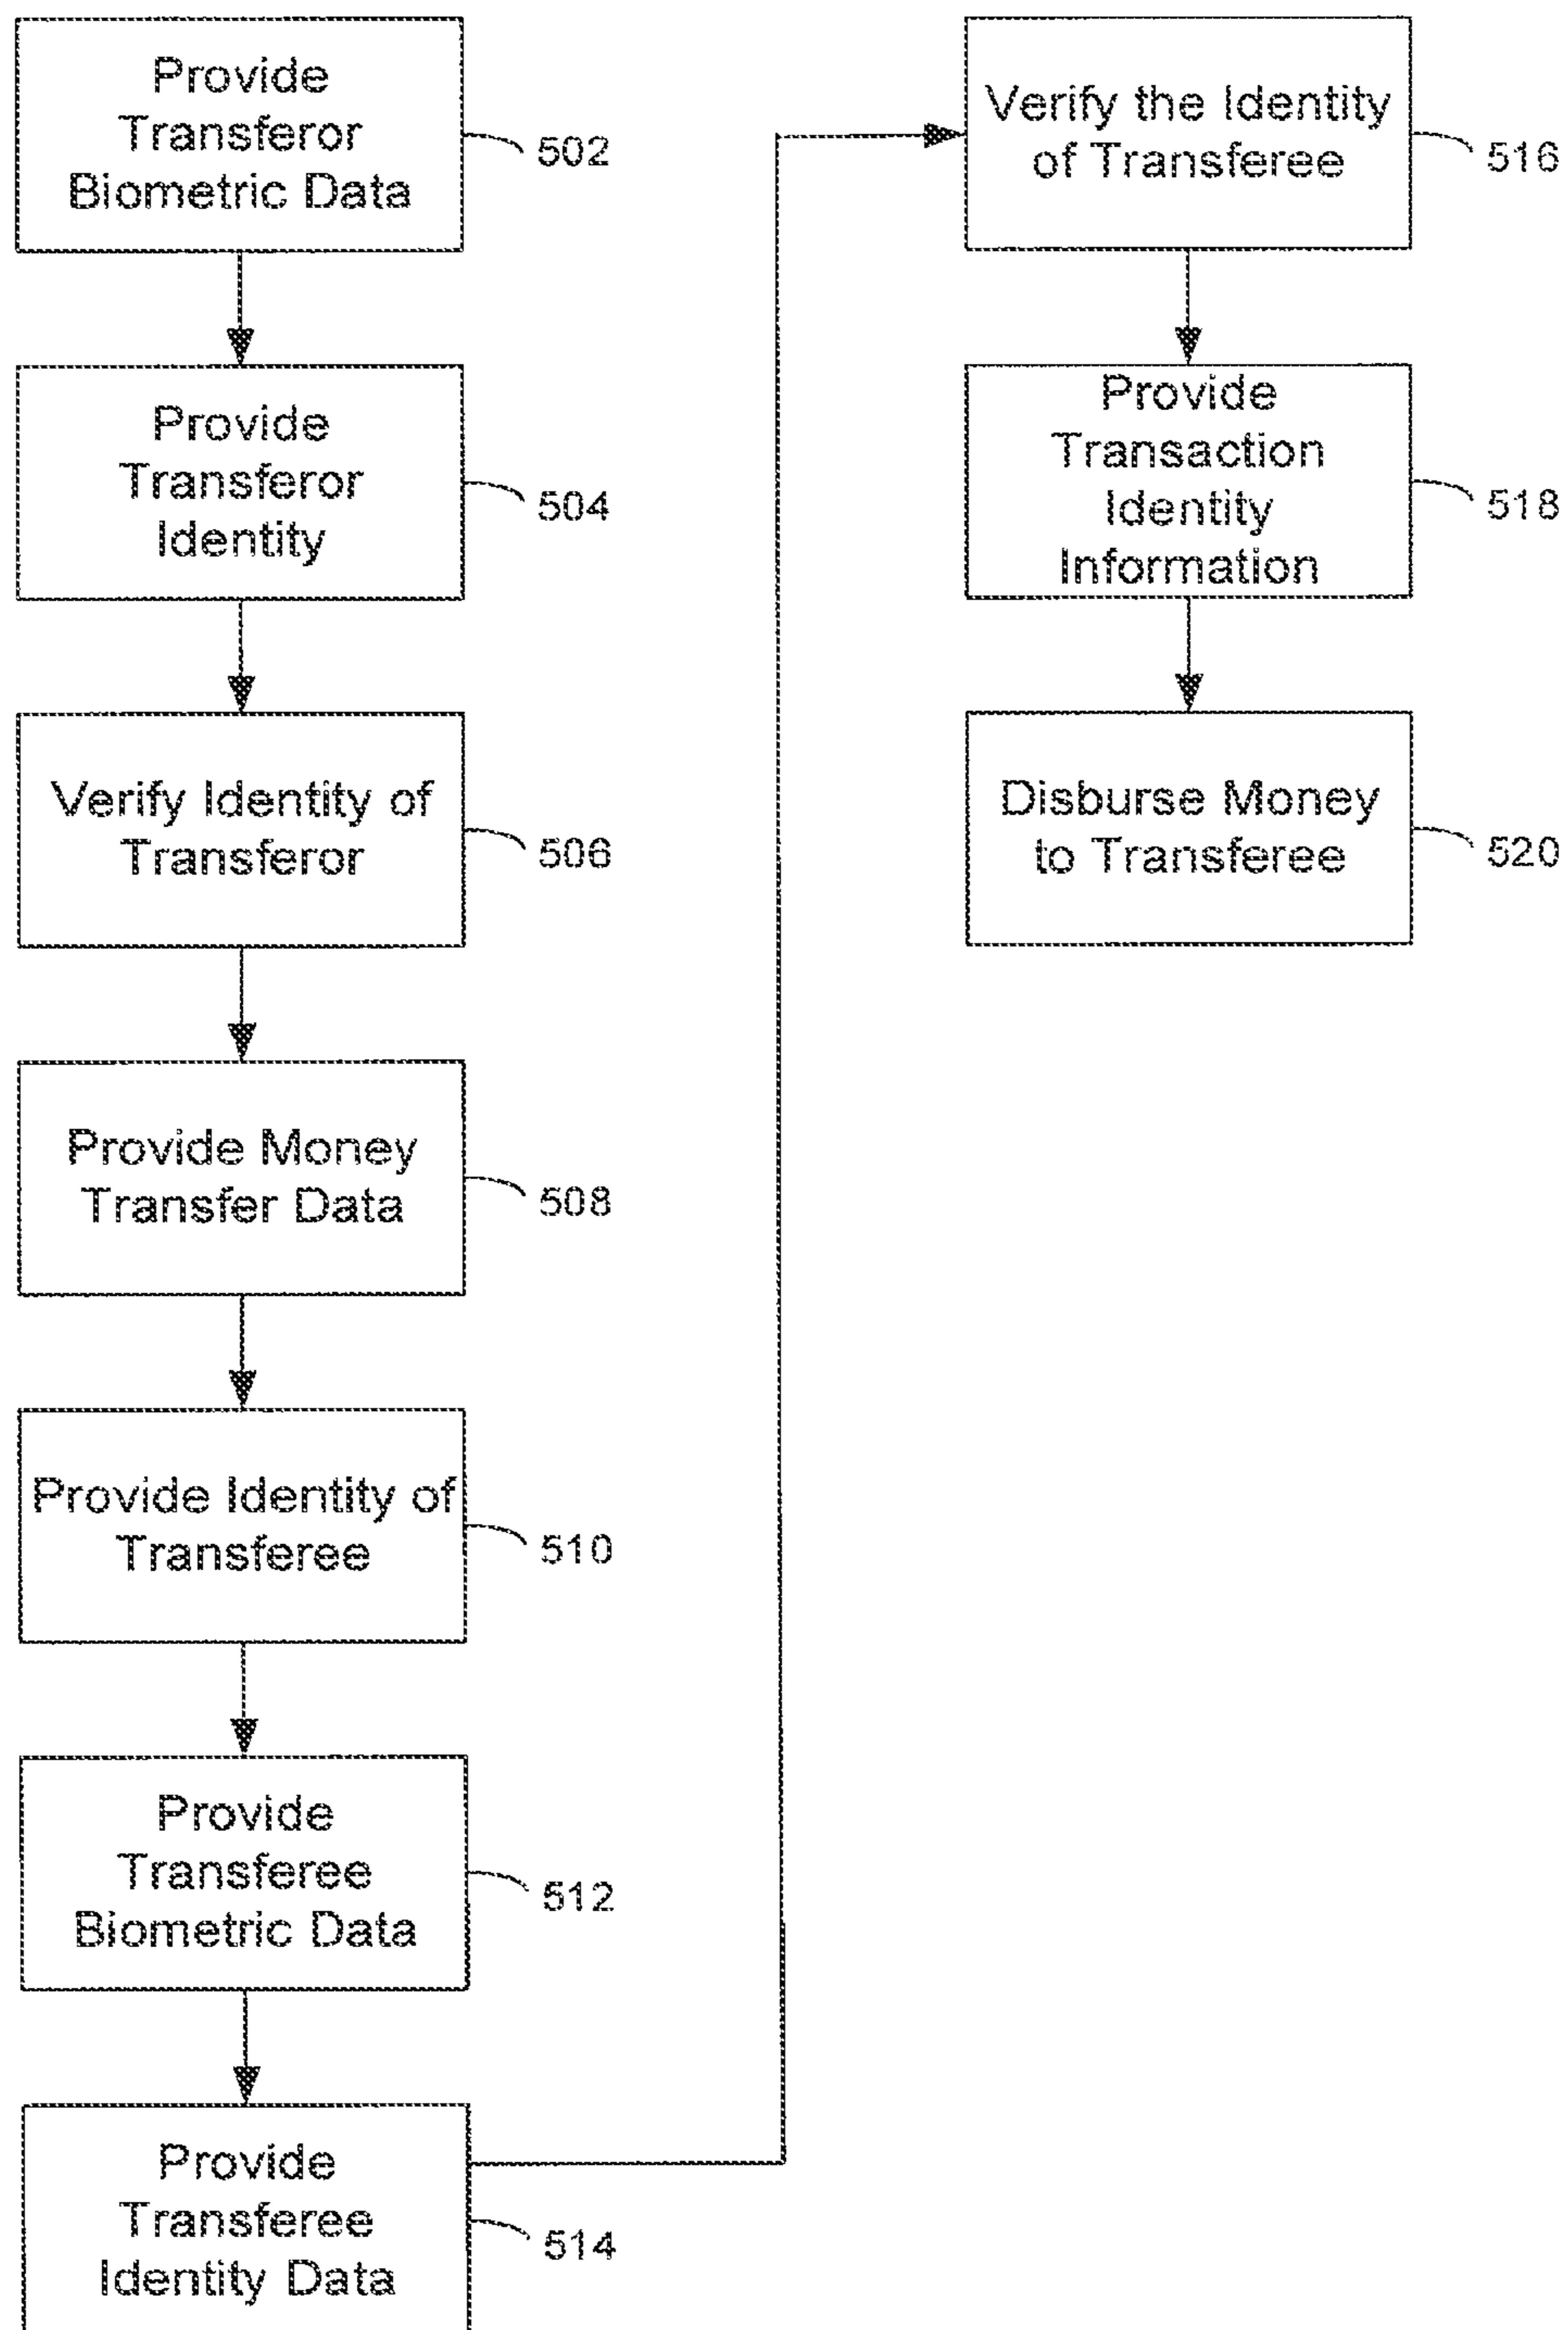 Provide
Transferor
Biometric Data
502
Provide
Transferor
Identity
504
Verify Identity of
Transferor
506
Provide Money
Transfer Data
508
Provide Identity of
Transferee
510
Provide
Transferee
Biometric Data
512
Provide
Transferee
Identity Data
514
Verify the Identity
of Transferee
516
Provide
Transaction
Identity
Information
518
Disburse Money
to Transferee
520